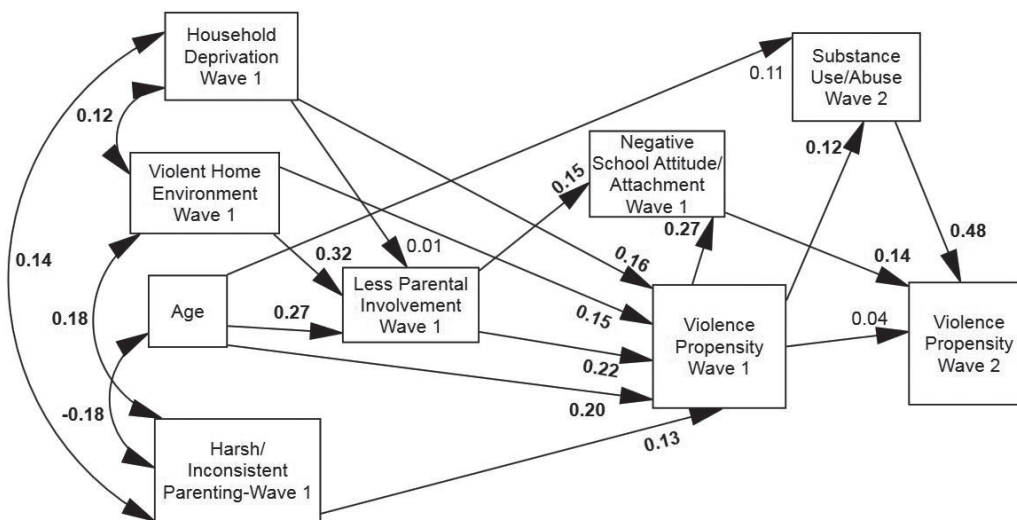 Household
Deprivation
Wave 1
Substance
Use/Abuse
Wave 2
0.11
0.12
0.12
Negative
School Attitude/
Attachment
Wave 1
Violent Home
Environment
Wave 1
0.15
0.27
0.48
0.14
0.32
0.01
0.16
0.14
Less Parental
Involvement
Wave 1
0.18
Age
0.27
0.15
Violence
Propensity
Wave 1
0.04
Violence
Propensity
Wave 2
0.22
0.20
-0.18
Harsh/
Inconsistent
Parenting-Wave 1
0.13